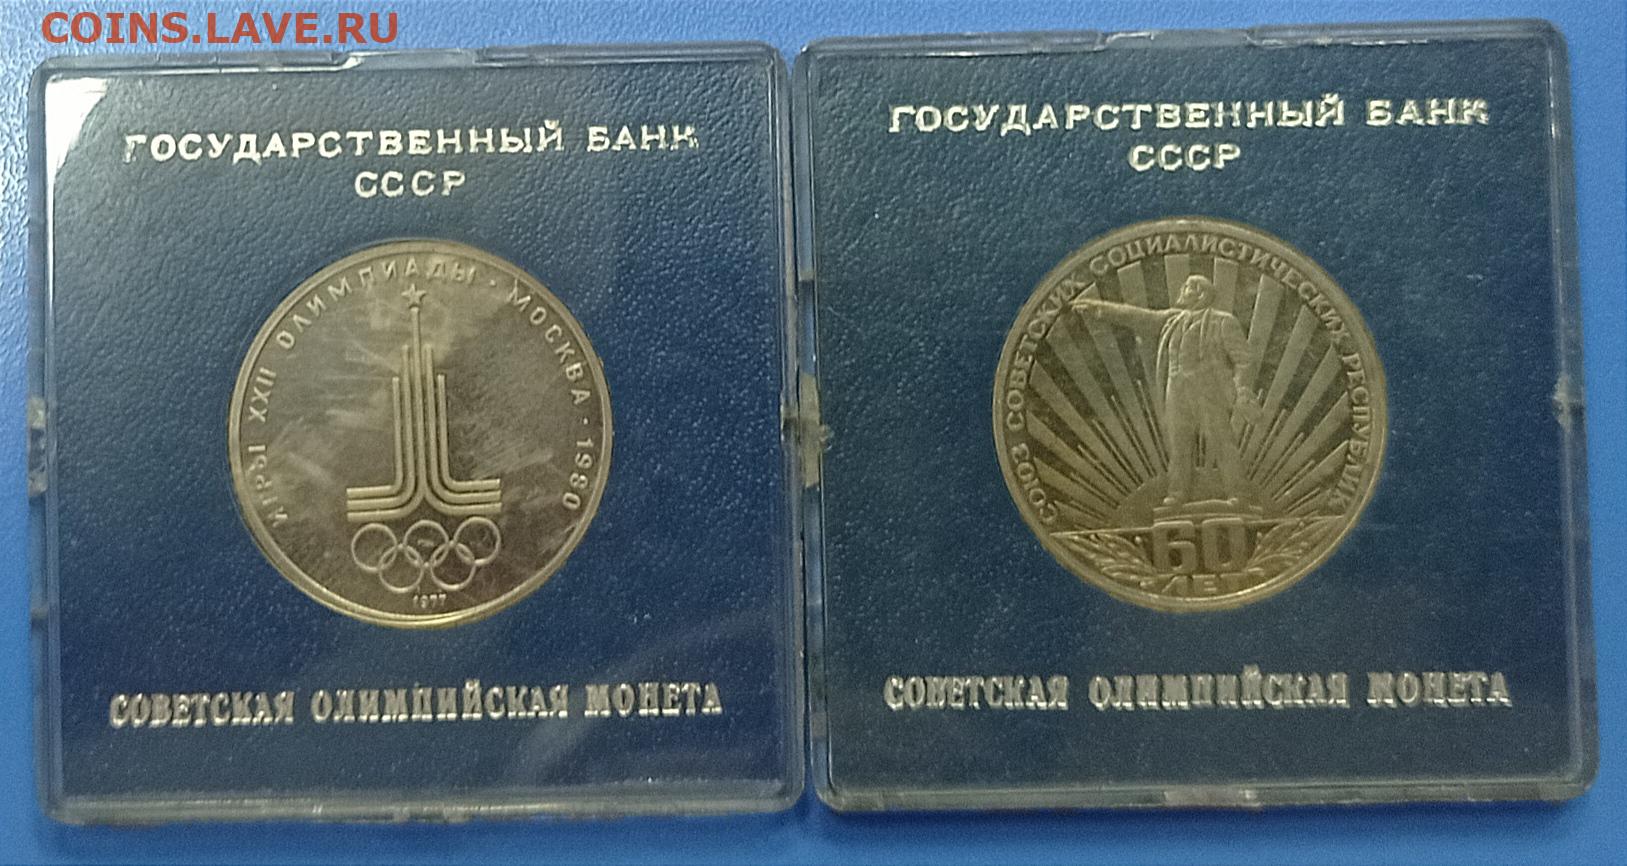 COINS.LAVE.RU
ГОСУДАРСТВЕННЫЙ БАНК
СССР
ИГРЫ XXII ОЛИМПИАДЫ · МОСКВА · 1980
1977
СОВЕТСКАЯ ОЛИМПИЙСКАЯ МОНЕТА
ГОСУДАРСТВЕННЫЙ БАНК
СССР
СОЮЗ СОВЕТСКИХ СОЦИАЛИСТИЧЕСКИХ РЕСПУБЛИК
60
ЛЕТ
СОВЕТСКАЯ ОЛИМПИЙСКАЯ МОНЕТА